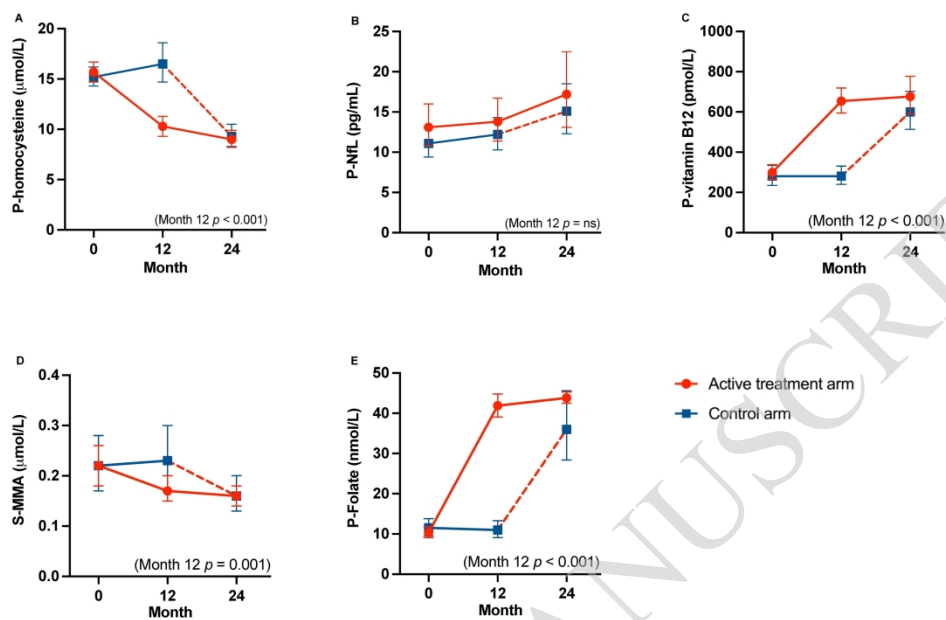 A
P-homocysteine (μmol/L)
20
15
10
5
0
(Month 12 p < 0.001)
0 12 24
Month
B
P-NfL (pg/mL)
25
20
15
10
5
0
(Month 12 p = ns)
0 12 24
Month
C
P-vitamin B12 (pmol/L)
1000
800
600
400
200
0
(Month 12 p < 0.001)
0 12 24
Month
D
S-MMA (μmol/L)
0.4
0.3
0.2
0.1
0.0
(Month 12 p = 0.001)
0 12 24
Month
E
P-Folate (nmol/L)
50
40
30
20
10
0
(Month 12 p < 0.001)
0 12 24
Month
Active treatment arm
Control arm
ANUSCRI